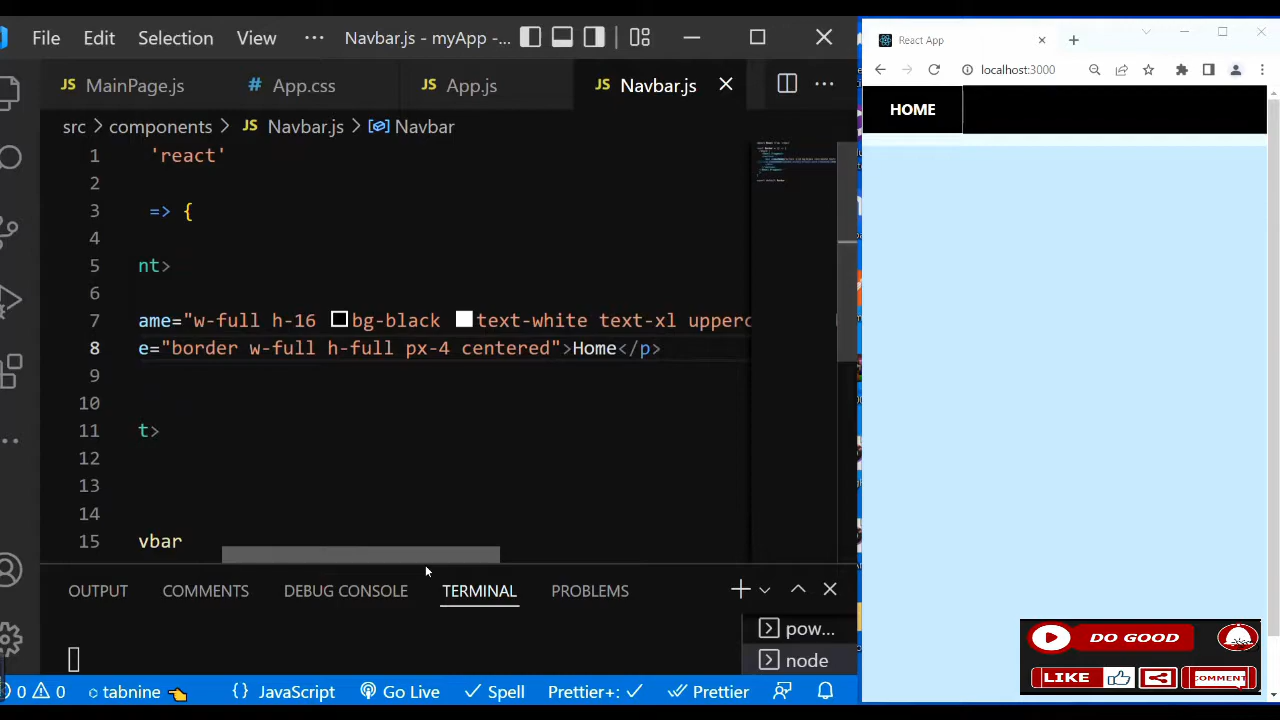 File Edit Selection View ··· Navbar.js - myApp -...
JS MainPage.js # App.css JS App.js JS Navbar.js
src > components > JS Navbar.js > Navbar
1 'react'
2
3 => {
4
5 nt>
6
7 ame="w-full h-16 bg-black text-white text-xl upperc
8 e="border w-full h-full px-4 centered">Home</p>
9
10
11 t>
12
13
14
15 vbar
OUTPUT COMMENTS DEBUG CONSOLE TERMINAL PROBLEMS
pow...
node
0 0 tabnine {} JavaScript Go Live Spell Prettier+: Prettier
React App
localhost:3000
HOME
DO GOOD
LIKE COMMENT